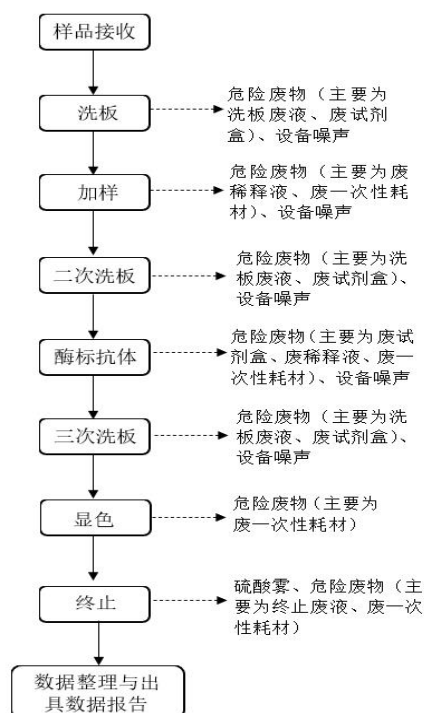 样品接收
洗板
危险废物（主要为
洗板废液、废试剂
盒）、设备噪声
加样
危险废物（主要为废
稀释液、废一次性耗
材）、设备噪声
二次洗板
危险废物（主要为洗
板废液、废试剂盒）、
设备噪声
酶标抗体
危险废物（主要为废试
剂盒、废稀释液、废一
次性耗材）、设备噪声
三次洗板
危险废物（主要为洗
板废液、废试剂盒）、
设备噪声
显色
危险废物（主要为
废一次性耗材）
终止
硫酸雾、危险废物（主
要为终止废液、废一次
性耗材）
数据整理与出
具数据报告